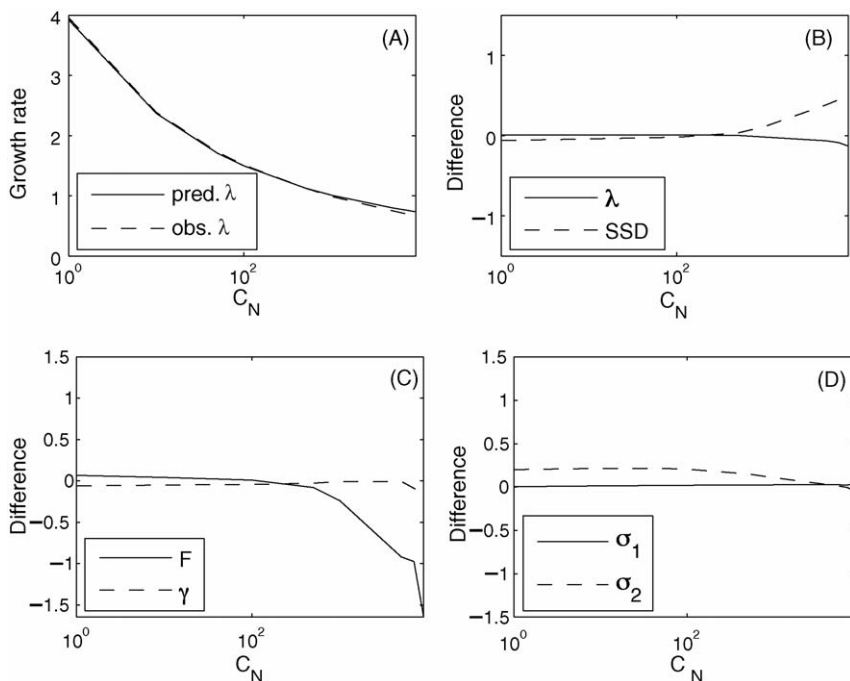 (A)
4
3
2
1
0
Growth rate
pred. λ
obs. λ
10^0
10^2
C_N
(B)
1
0
−1
Difference
λ
SSD
10^0
10^2
C_N
(C)
1.5
1
0.5
0
−0.5
−1
−1.5
Difference
F
γ
10^0
10^2
C_N
(D)
1.5
1
0.5
0
−0.5
−1
−1.5
Difference
σ_1
σ_2
10^0
10^2
C_N